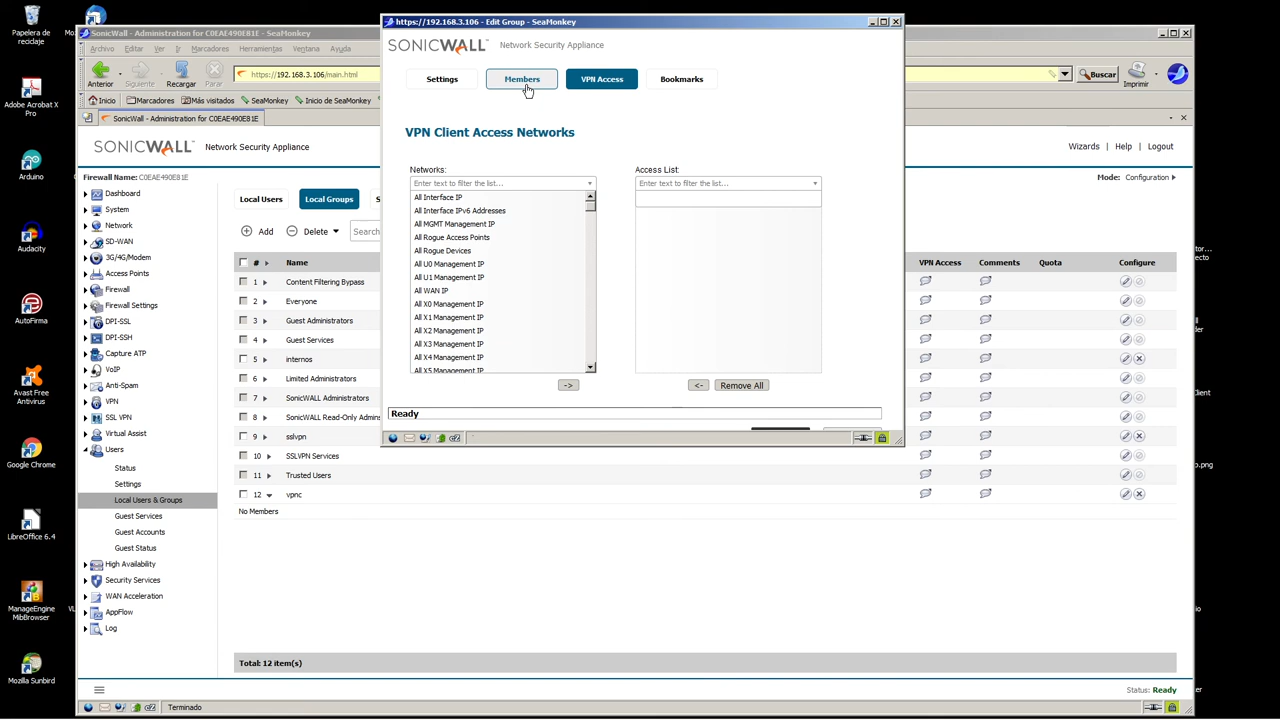 Papelera de reciclaje
Adobe Acrobat X Pro
Arduino
Audacity
AutoFirma
Avast Free Antivirus
Google Chrome
LibreOffice 6.4
ManageEngine MibBrowser
Mozilla Sunbird
SonicWall - Administration for C0EAE490E81E - SeaMonkey
Archivo Editar Ver Ir Marcadores Herramientas Ventana Ayuda
Anterior Siguiente Recargar Parar
https://192.168.3.106/main.html
Buscar Imprimir
Inicio Marcadores Más visitados SeaMonkey Inicio de SeaMonkey
SonicWall - Administration for C0EAE490E81E
SONICWALL Network Security Appliance
Wizards | Help | Logout
Firewall Name: C0EAE490E81E
Mode: Configuration
Dashboard
System
Network
SD-WAN
3G/4G/Modem
Access Points
Firewall
Firewall Settings
DPI-SSL
DPI-SSH
Capture ATP
VoIP
Anti-Spam
VPN
SSL VPN
Virtual Assist
Users
Status
Settings
Local Users & Groups
Guest Services
Guest Accounts
Guest Status
High Availability
Security Services
WAN Acceleration
AppFlow
Log
Local Users Local Groups S
Add Delete Search
# Name VPN Access Comments Quota Configure
1 Content Filtering Bypass
2 Everyone
3 Guest Administrators
4 Guest Services
5 internos
6 Limited Administrators
7 SonicWALL Administrators
8 SonicWALL Read-Only Admins
9 sslvpn
10 SSLVPN Services
11 Trusted Users
12 vpnc
No Members
Total: 12 item(s)
Status: Ready
Terminado
https://192.168.3.106 - Edit Group - SeaMonkey
SONICWALL Network Security Appliance
Settings Members VPN Access Bookmarks
VPN Client Access Networks
Networks: Access List:
Enter text to filter the list... Enter text to filter the list...
All Interface IP
All Interface IPv6 Addresses
All MGMT Management IP
All Rogue Access Points
All Rogue Devices
All U0 Management IP
All U1 Management IP
All WAN IP
All X0 Management IP
All X1 Management IP
All X2 Management IP
All X3 Management IP
All X4 Management IP
All X5 Management IP
-> <- Remove All
Ready